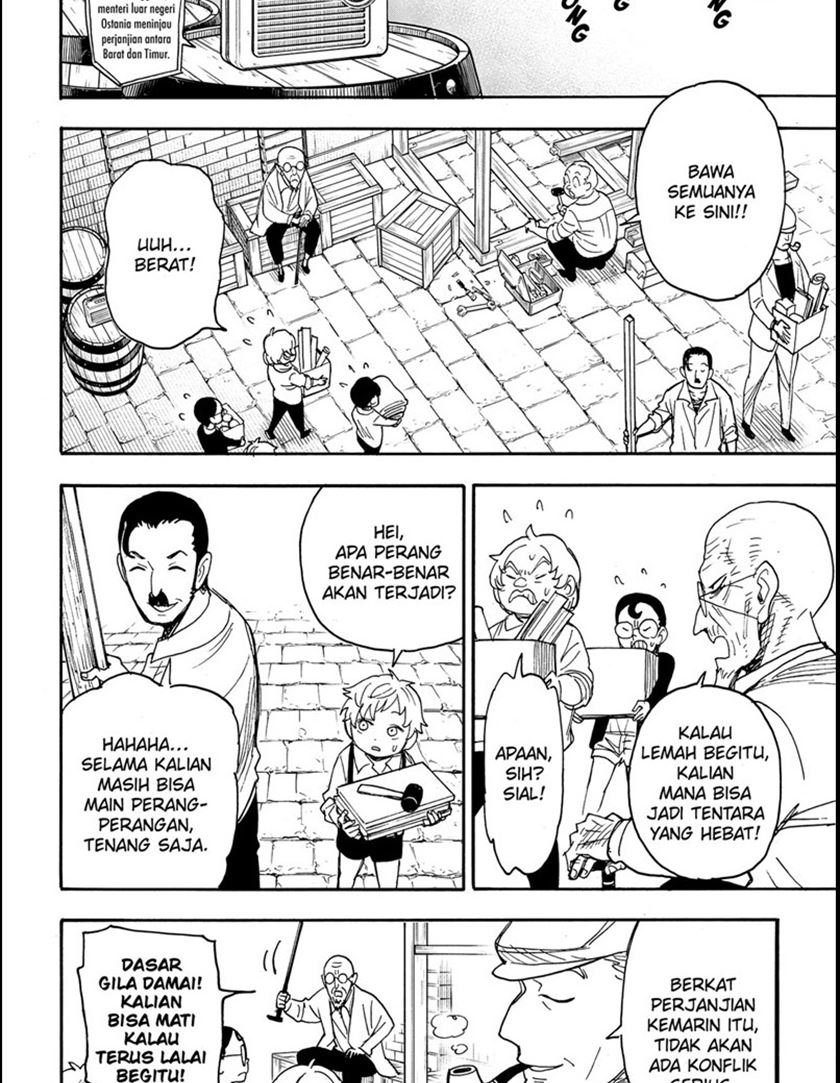 menteri luar negeri
Ostania meninjau
perjanjian antara
Barat dan Timur.
BAWA
SEMUANYA
KE SINI!!
UUH...
BERAT!
KALAU
LEMAH BEGITU,
KALIAN
MANA BISA
JADI TENTARA
YANG HEBAT!
APAAN,
SIH?
SIAL!
HEI,
APA PERANG
BENAR-BENAR
AKAN TERJADI?
HAHAHA...
SELAMA KALIAN
MASIH BISA
MAIN PERANG-
PERANGAN,
TENANG SAJA.
BERKAT
PERJANJIAN
KEMARIN ITU,
TIDAK AKAN
ADA KONFLIK
DASAR
GILA DAMAI!
KALIAN
BISA MATI
KALAU
TERUS LALAI
BEGITU!